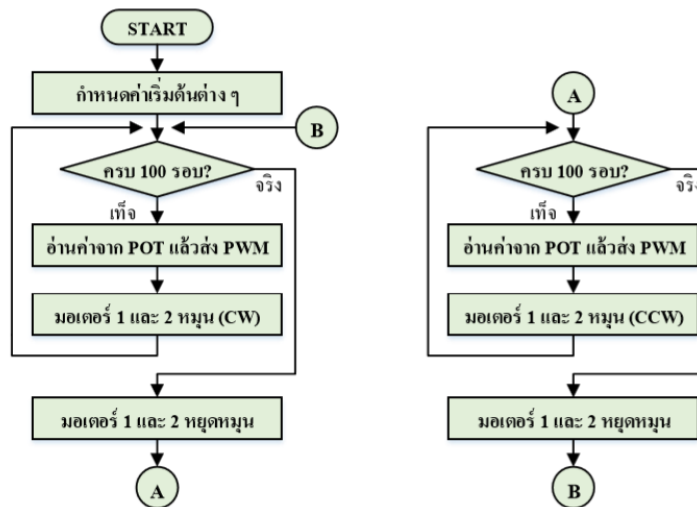 START
กำหนดค่าเริ่มต้นต่าง ๆ
B
ครบ 100 รอบ?
จริง
เท็จ
อ่านค่าจาก POT แล้วส่ง PWM
มอเตอร์ 1 และ 2 หมุน (CW)
มอเตอร์ 1 และ 2 หยุดหมุน
A
A
ครบ 100 รอบ?
จริง
เท็จ
อ่านค่าจาก POT แล้วส่ง PWM
มอเตอร์ 1 และ 2 หมุน (CCW)
มอเตอร์ 1 และ 2 หยุดหมุน
B